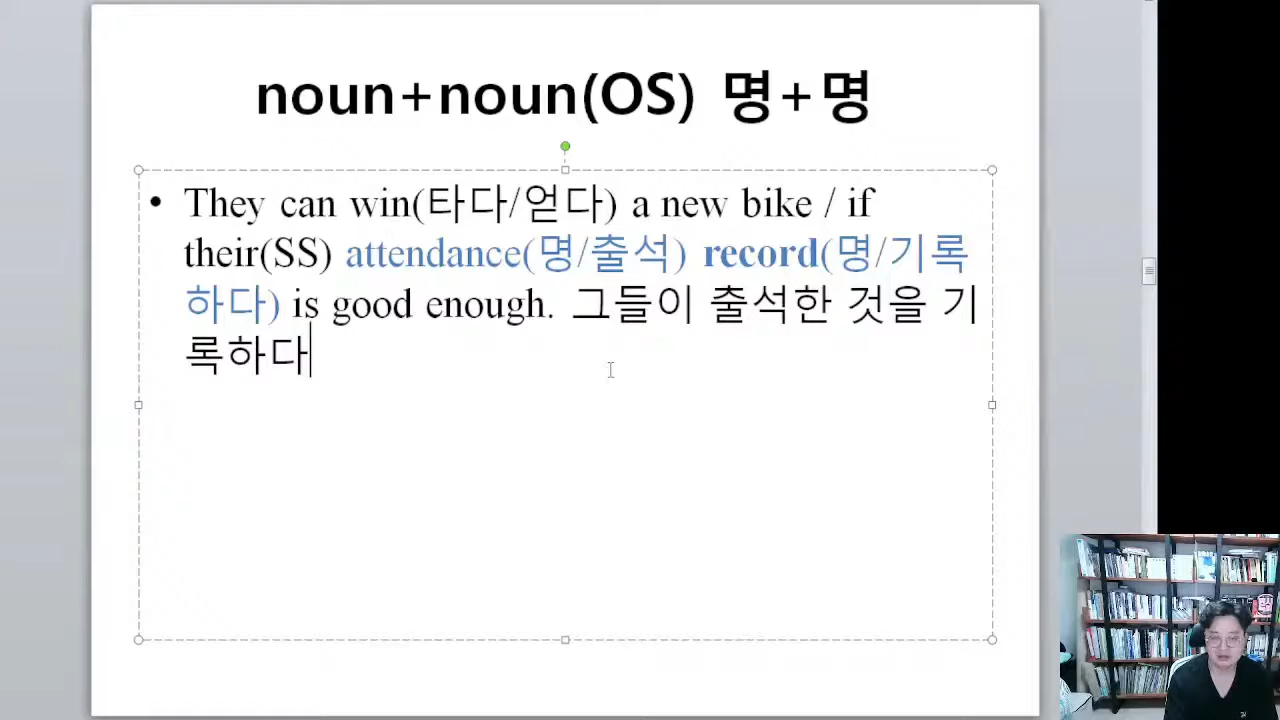 noun+noun(OS) 명+명
• They can win(타다/얻다) a new bike / if
their(SS) attendance(명/출석) record(명/기록
하다) is good enough. 그들이 출석한 것을 기
록하다